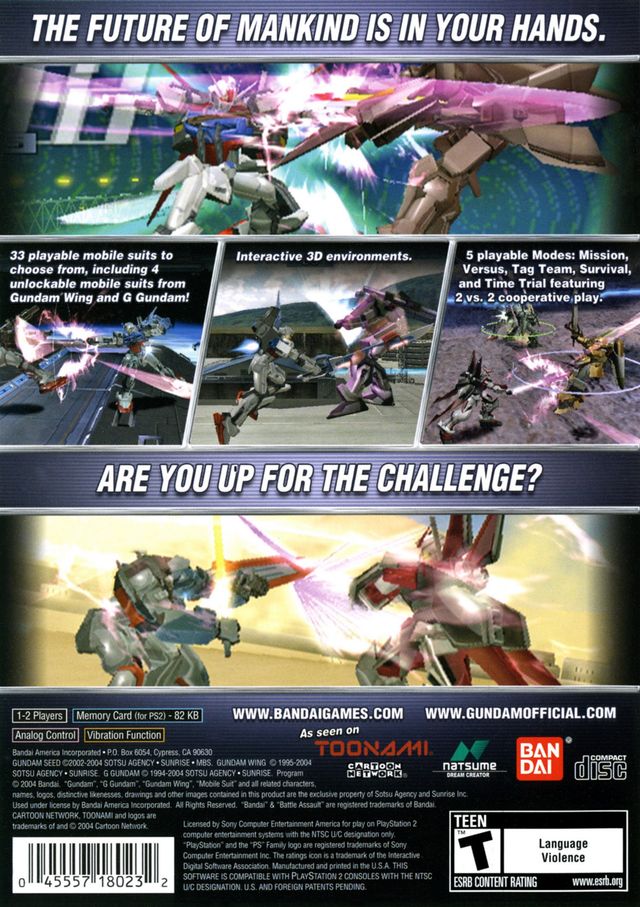 THE FUTURE OF MANKIND IS IN YOUR HANDS.
33 playable mobile suits to
choose from, including 4
unlockable mobile suits from
Gundam Wing and G Gundam!
Interactive 3D environments.
5 playable Modes: Mission,
Versus, Tag Team, Survival,
and Time Trial featuring
2 vs. 2 cooperative play.
ARE YOU UP FOR THE CHALLENGE?
1-2 Players
Memory Card (for PS2) - 82 KB
Analog Control
Vibration Function
WWW.BANDAIGAMES.COM
WWW.GUNDAMOFFICIAL.COM
As seen on
TOONAMI
CARTOON
NETWORK
natsume
DREAM CREATOR
BAN
DAI
COMPACT
disc
Bandai America Incorporated • P.O. Box 6054, Cypress, CA 90630
GUNDAM SEED ©2002-2004 SOTSU AGENCY • SUNRISE • MBS. GUNDAM WING © 1995-2004
SOTSU AGENCY • SUNRISE. G GUNDAM © 1994-2004 SOTSU AGENCY • SUNRISE. Program
© 2004 Bandai. "Gundam", "G Gundam", "Gundam Wing", "Mobile Suit" and all related characters,
names, logos, distinctive likenesses, drawings and other images contained in this product are the exclusive property of Sotsu Agency and Sunrise Inc.
Used under license by Bandai America Incorporated. All Rights Reserved. "Bandai" & "Battle Assault" are registered trademarks of Bandai.
CARTOON NETWORK, TOONAMI and logos are
trademarks of and © 2004 Cartoon Network.
Licensed by Sony Computer Entertainment America for play on PlayStation 2
computer entertainment systems with the NTSC U/C designation only.
"PlayStation" and the "PS" Family logo are registered trademarks of Sony
Computer Entertainment Inc. The ratings icon is a trademark of the Interactive
Digital Software Association. Manufactured and printed in the U.S.A. THIS
SOFTWARE IS COMPATIBLE WITH PLAYSTATION 2 CONSOLES WITH THE NTSC
U/C DESIGNATION. U.S. AND FOREIGN PATENTS PENDING.
0 45557 18023 2
TEEN
T
TM
Language
Violence
ESRB CONTENT RATING
www.esrb.org